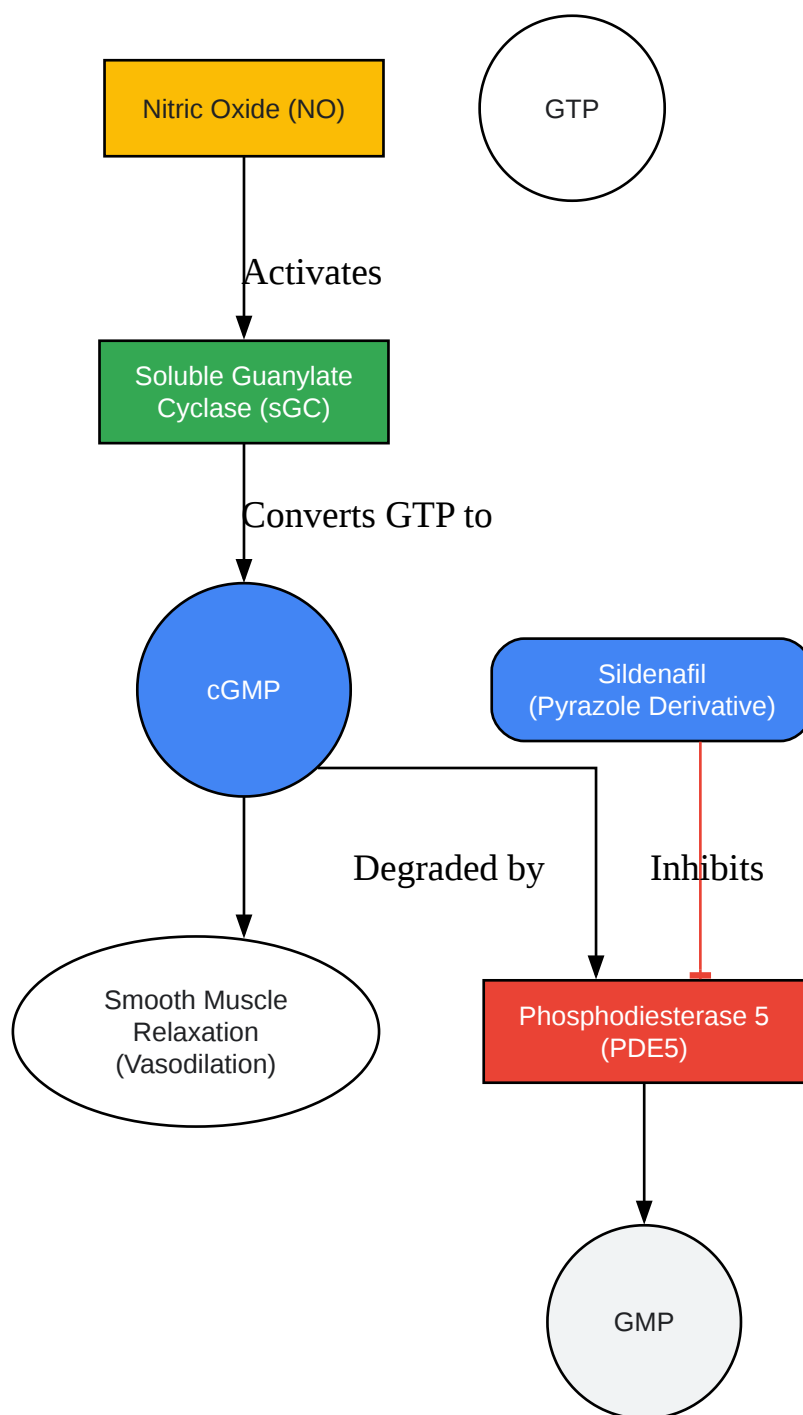 Nitric Oxide (NO)
GTP
Activates
Soluble Guanylate
Cyclase (sGC)
Converts GTP to
cGMP
Sildenafil
(Pyrazole Derivative)
Degraded by
Inhibits
Smooth Muscle
Relaxation
(Vasodilation)
Phosphodiesterase 5
(PDE5)
GMP